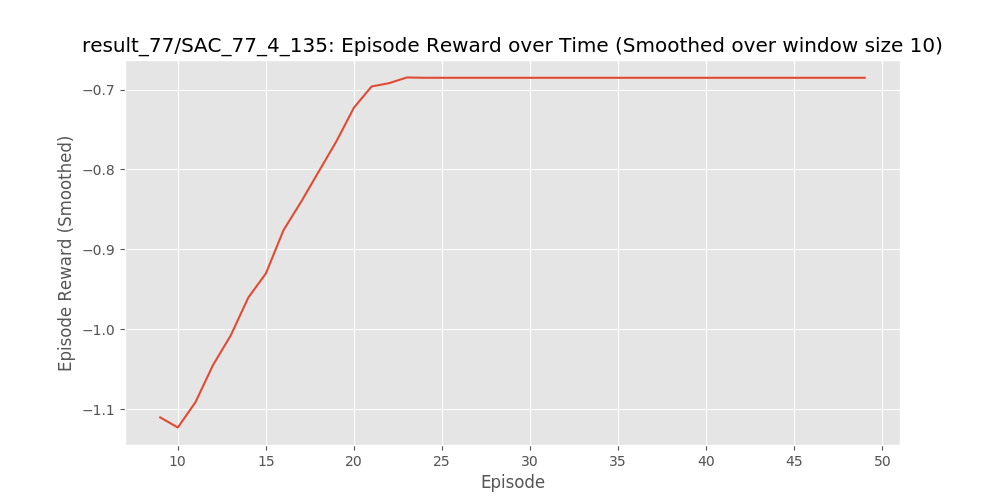 result_77/SAC_77_4_135: Episode Reward over Time (Smoothed over window size 10)
Episode Reward (Smoothed)
−0.7
−0.8
−0.9
−1.0
−1.1
10 15 20 25 30 35 40 45 50
Episode